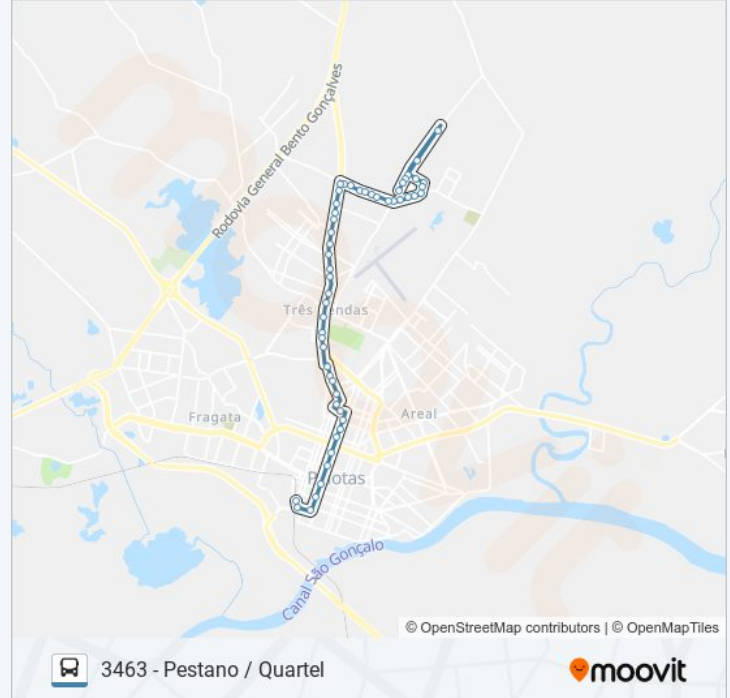 Rodovia General Bento Gonçalves
Três Vendas
Fragata
Areal
Pelotas
Canal São Gonçalo
© OpenStreetMap contributors | © OpenMapTiles
3463 - Pestano / Quartel
moovit